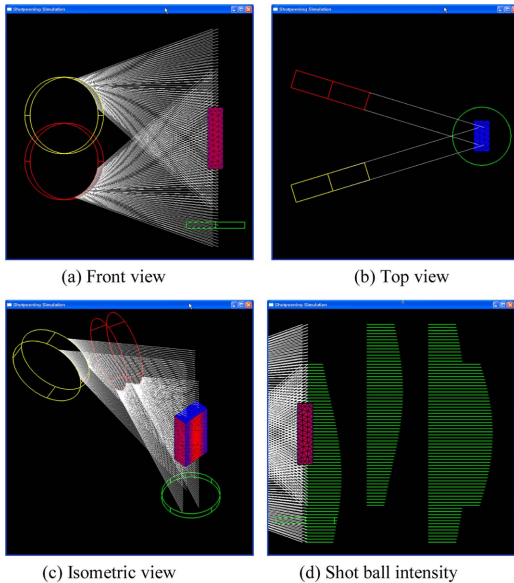 Shotpeening Simulation
Shotpeening Simulation
(a) Front view
(b) Top view
Shotpeening Simulation
Shotpeening Simulation
(c) Isometric view
(d) Shot ball intensity